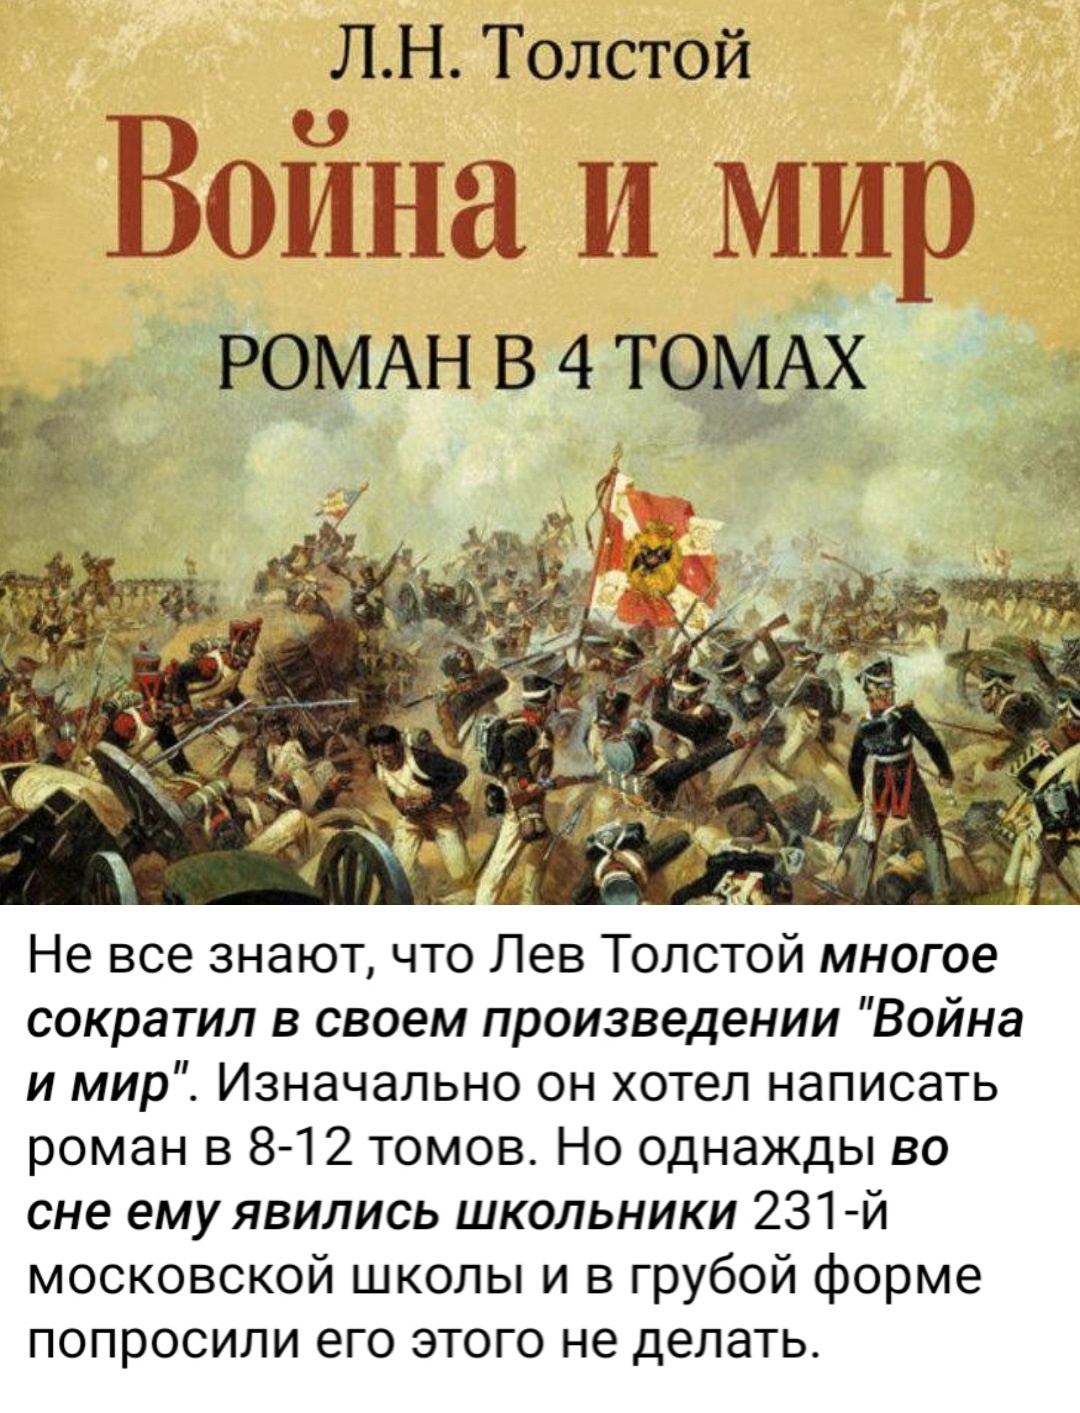 Л.Н. Толстой
Война и мир
РОМАН В 4 ТОМАХ
Не все знают, что Лев Толстой многое
сократил в своем произведении "Война
и мир". Изначально он хотел написать
роман в 8-12 томов. Но однажды во
сне ему явились школьники 231-й
московской школы и в грубой форме
попросили его этого не делать.